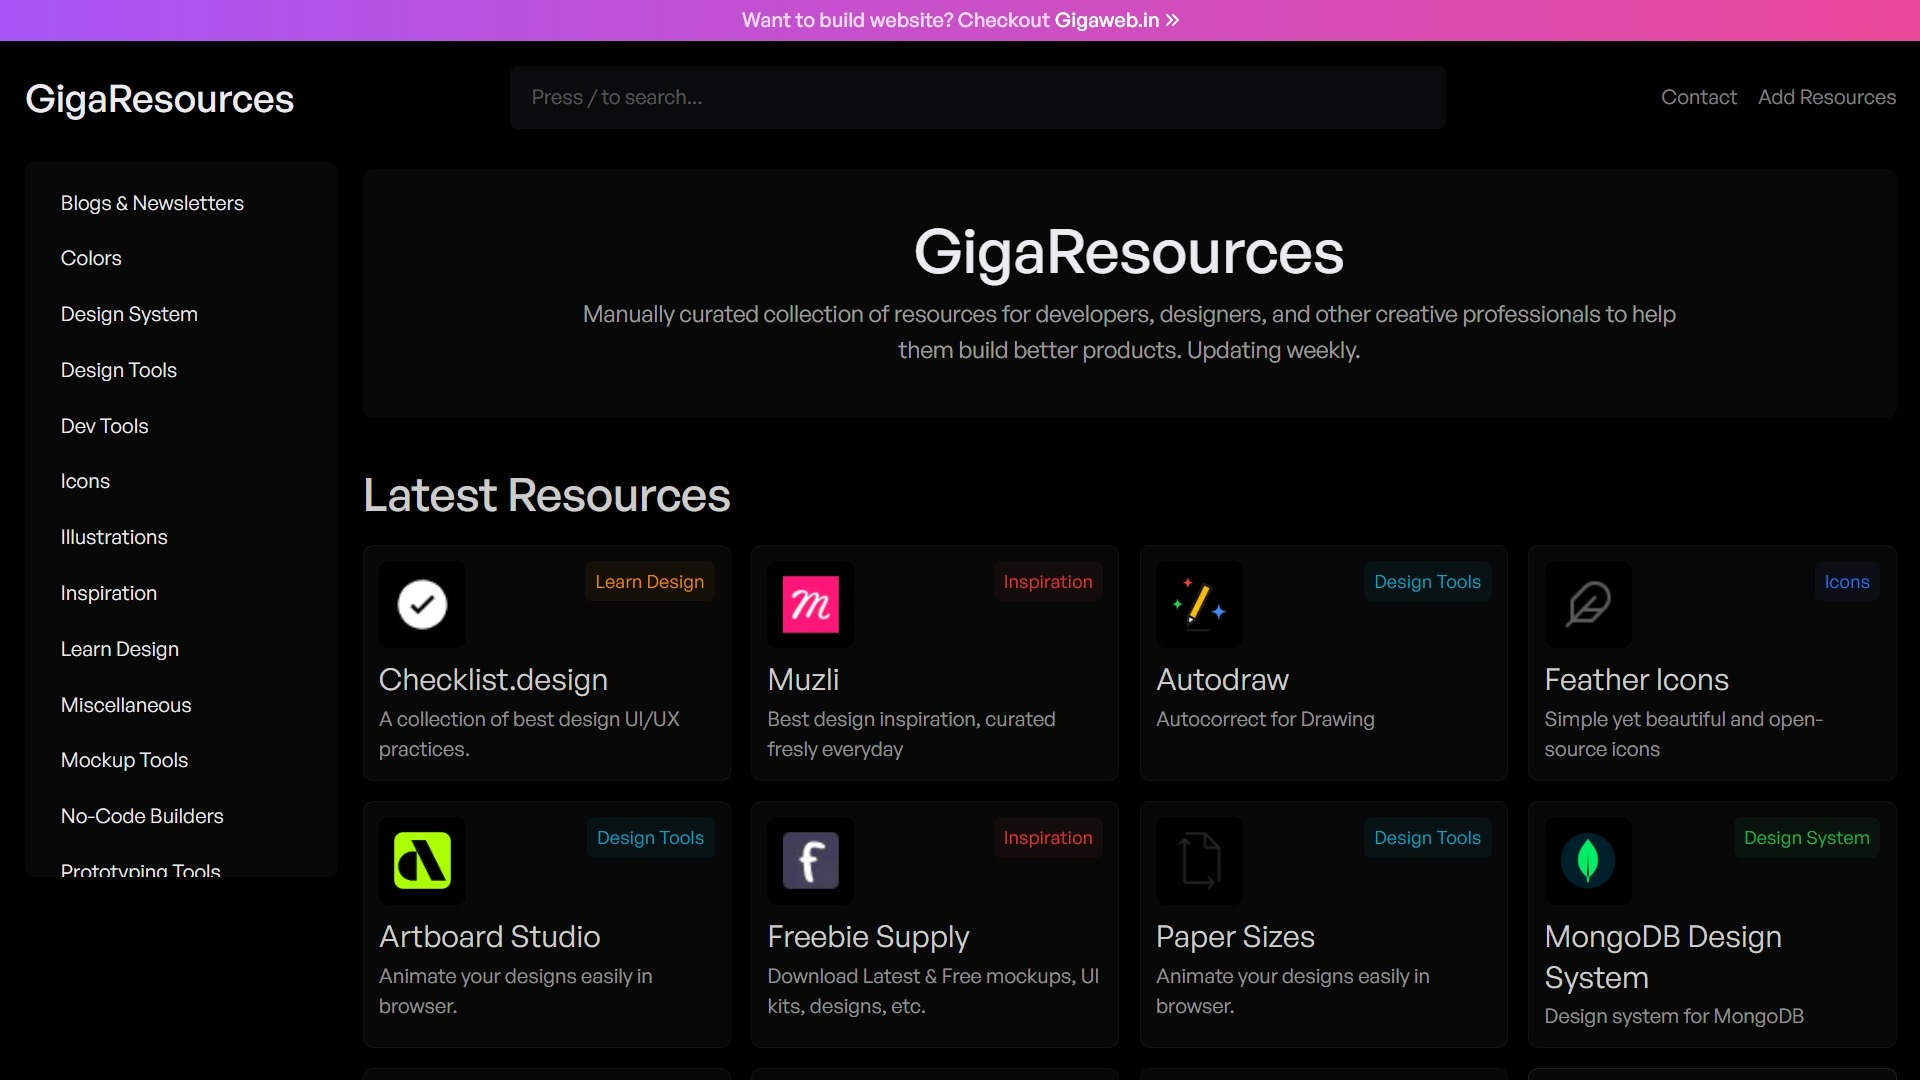 Want to build website? Checkout Gigaweb.in »
GigaResources
Press / to search...
Contact
Add Resources
Blogs & Newsletters
Colors
Design System
Design Tools
Dev Tools
Icons
Illustrations
Inspiration
Learn Design
Miscellaneous
Mockup Tools
No-Code Builders
Prototyping Tools
GigaResources
Manually curated collection of resources for developers, designers, and other creative professionals to help
them build better products. Updating weekly.
Latest Resources
Learn Design
Checklist.design
A collection of best design UI/UX
practices.
Inspiration
Muzli
Best design inspiration, curated
fresly everyday
Design Tools
Autodraw
Autocorrect for Drawing
Icons
Feather Icons
Simple yet beautiful and open-
source icons
Design Tools
Artboard Studio
Animate your designs easily in
browser.
Inspiration
Freebie Supply
Download Latest & Free mockups, UI
kits, designs, etc.
Design Tools
Paper Sizes
Animate your designs easily in
browser.
Design System
MongoDB Design
System
Design system for MongoDB